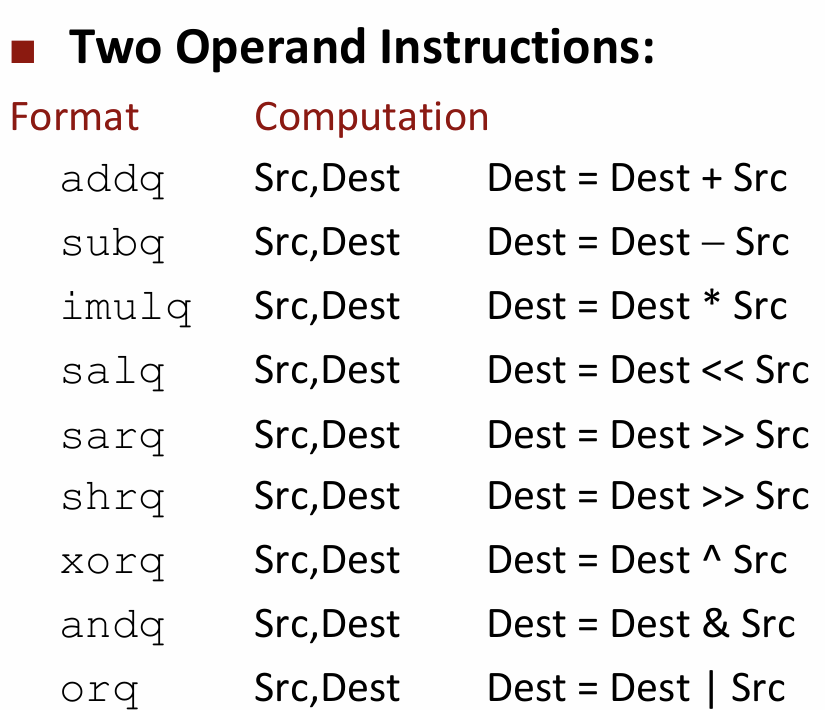 ■ Two Operand Instructions:
Format Computation
addq Src,Dest Dest = Dest + Src
subq Src,Dest Dest = Dest − Src
imulq Src,Dest Dest = Dest * Src
salq Src,Dest Dest = Dest << Src
sarq Src,Dest Dest = Dest >> Src
shrq Src,Dest Dest = Dest >> Src
xorq Src,Dest Dest = Dest ^ Src
andq Src,Dest Dest = Dest & Src
orq Src,Dest Dest = Dest | Src